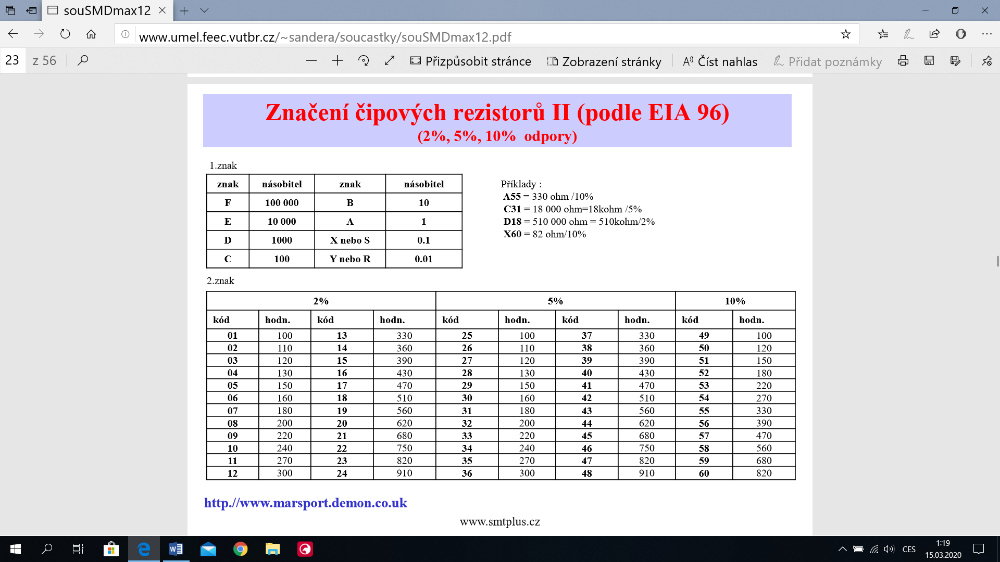 souSMDmax12
www.umel.feec.vutbr.cz/~sandera/soucastky/souSMDmax12.pdf
23 z 56 Přizpůsobit stránce Zobrazení stránky Číst nahlas Přidat poznámky
Značení čipových rezistorů II (podle EIA 96)
(2%, 5%, 10% odpory)
1.znak
znak násobitel znak násobitel
F 100 000 B 10
E 10 000 A 1
D 1000 X nebo S 0.1
C 100 Y nebo R 0.01
Příklady :
A55 = 330 ohm /10%
C31 = 18 000 ohm=18kohm /5%
D18 = 510 000 ohm = 510kohm/2%
X60 = 82 ohm/10%
2.znak
2% 5% 10%
kód hodn. kód hodn. kód hodn. kód hodn. kód hodn.
01 100 13 330 25 100 37 330 49 100
02 110 14 360 26 110 38 360 50 120
03 120 15 390 27 120 39 390 51 150
04 130 16 430 28 130 40 430 52 180
05 150 17 470 29 150 41 470 53 220
06 160 18 510 30 160 42 510 54 270
07 180 19 560 31 180 43 560 55 330
08 200 20 620 32 200 44 620 56 390
09 220 21 680 33 220 45 680 57 470
10 240 22 750 34 240 46 750 58 560
11 270 23 820 35 270 47 820 59 680
12 300 24 910 36 300 48 910 60 820
http.//www.marsport.demon.co.uk
www.smtplus.cz
CES
1:19
15.03.2020